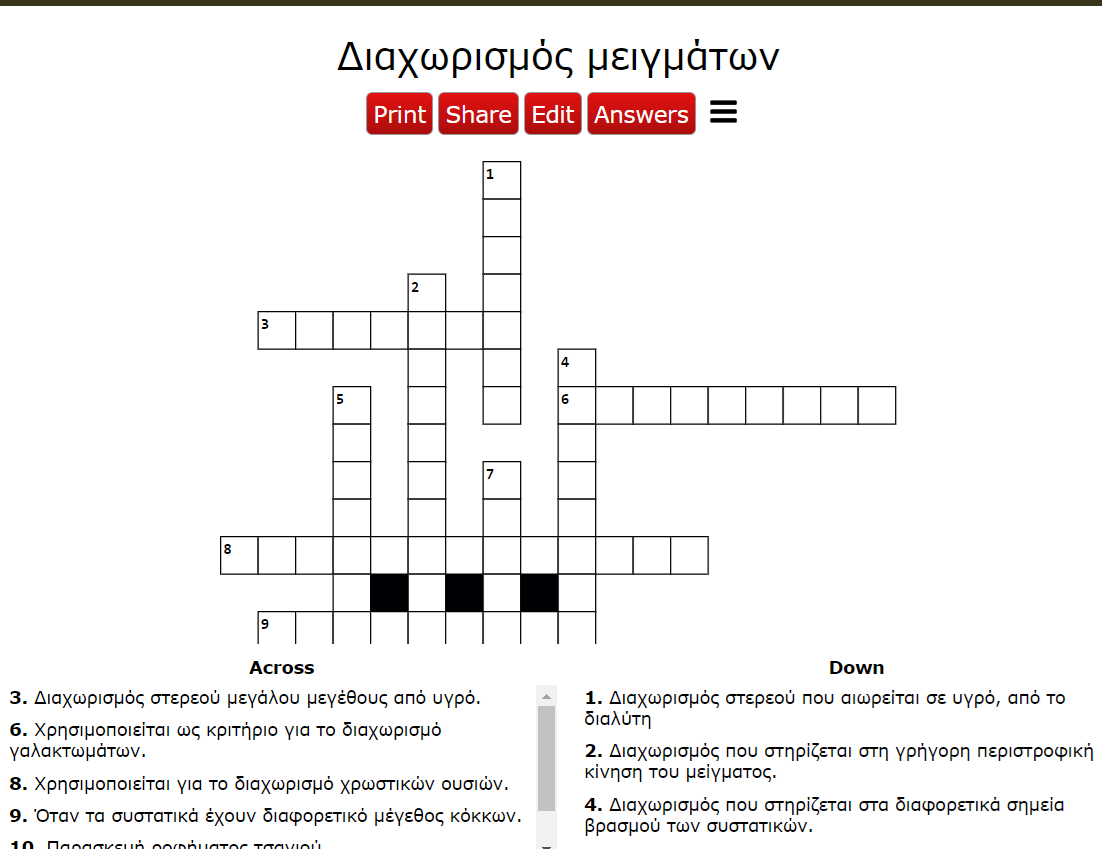 Διαχωρισμός μειγμάτων
Print Share Edit Answers
1
2
3
4
5 6
7
8
9
Across
3. Διαχωρισμός στερεού μεγάλου μεγέθους από υγρό.
6. Χρησιμοποιείται ως κριτήριο για το διαχωρισμό
γαλακτωμάτων.
8. Χρησιμοποιείται για το διαχωρισμό χρωστικών ουσιών.
9. Όταν τα συστατικά έχουν διαφορετικό μέγεθος κόκκων.
10. Παρασκευή ροφήματος τσαγιού
Down
1. Διαχωρισμός στερεού που αιωρείται σε υγρό, από το
διαλύτη
2. Διαχωρισμός που στηρίζεται στη γρήγορη περιστροφική
κίνηση του μείγματος.
4. Διαχωρισμός που στηρίζεται στα διαφορετικά σημεία
βρασμού των συστατικών.